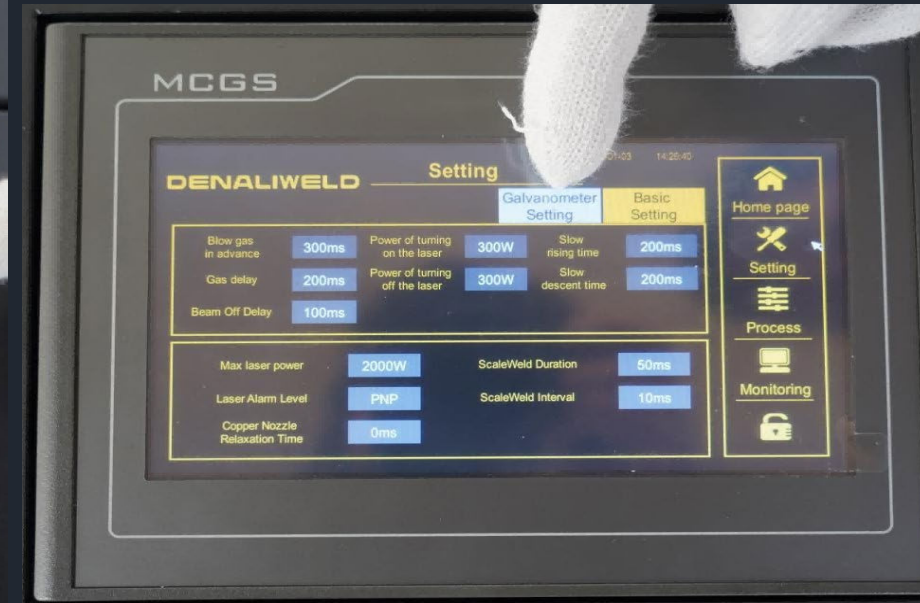 MCGS
DENALIWELD
Setting
14:26:40
Galvanometer
Setting
Basic
Setting
Blow gas
in advance
300ms
Power of turning
on the laser
300W
Slow
rising time
200ms
Gas delay
200ms
Power of turning
off the laser
300W
Slow
descent time
200ms
Beam Off Delay
100ms
Max laser power
2000W
ScaleWeld Duration
50ms
Laser Alarm Level
PNP
ScaleWeld Interval
10ms
Copper Nozzle
Relaxation Time
0ms
Home page
Setting
Process
Monitoring